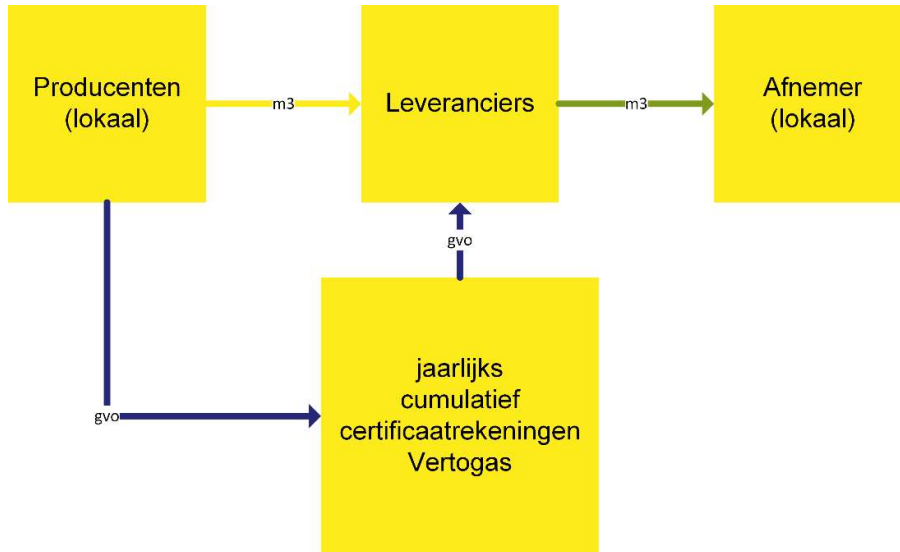 Producenten
(lokaal)
m3
Leveranciers
m3
Afnemer
(lokaal)
gvo
gvo
jaarlijks
cumulatief
certificaatrekeningen
Vertogas